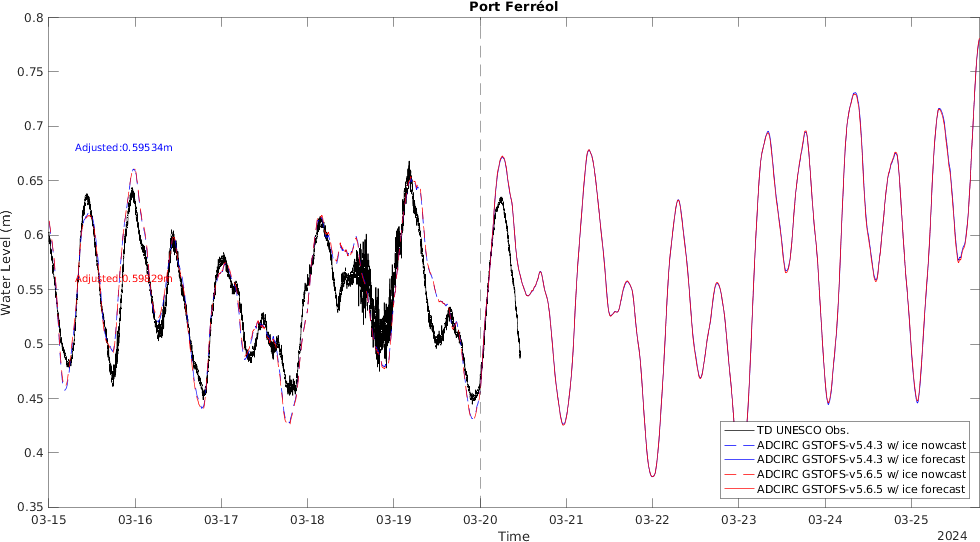 Port Ferréol
0.8
0.75
0.7
0.65
0.6
0.55
0.5
0.45
0.4
0.35
Water Level (m)
Adjusted:0.59534m
Adjusted:0.59829m
TD UNESCO Obs.
ADCIRC GSTOFS-v5.4.3 w/ ice nowcast
ADCIRC GSTOFS-v5.4.3 w/ ice forecast
ADCIRC GSTOFS-v5.6.5 w/ ice nowcast
ADCIRC GSTOFS-v5.6.5 w/ ice forecast
03-15 03-16 03-17 03-18 03-19 03-20 03-21 03-22 03-23 03-24 03-25
Time
2024